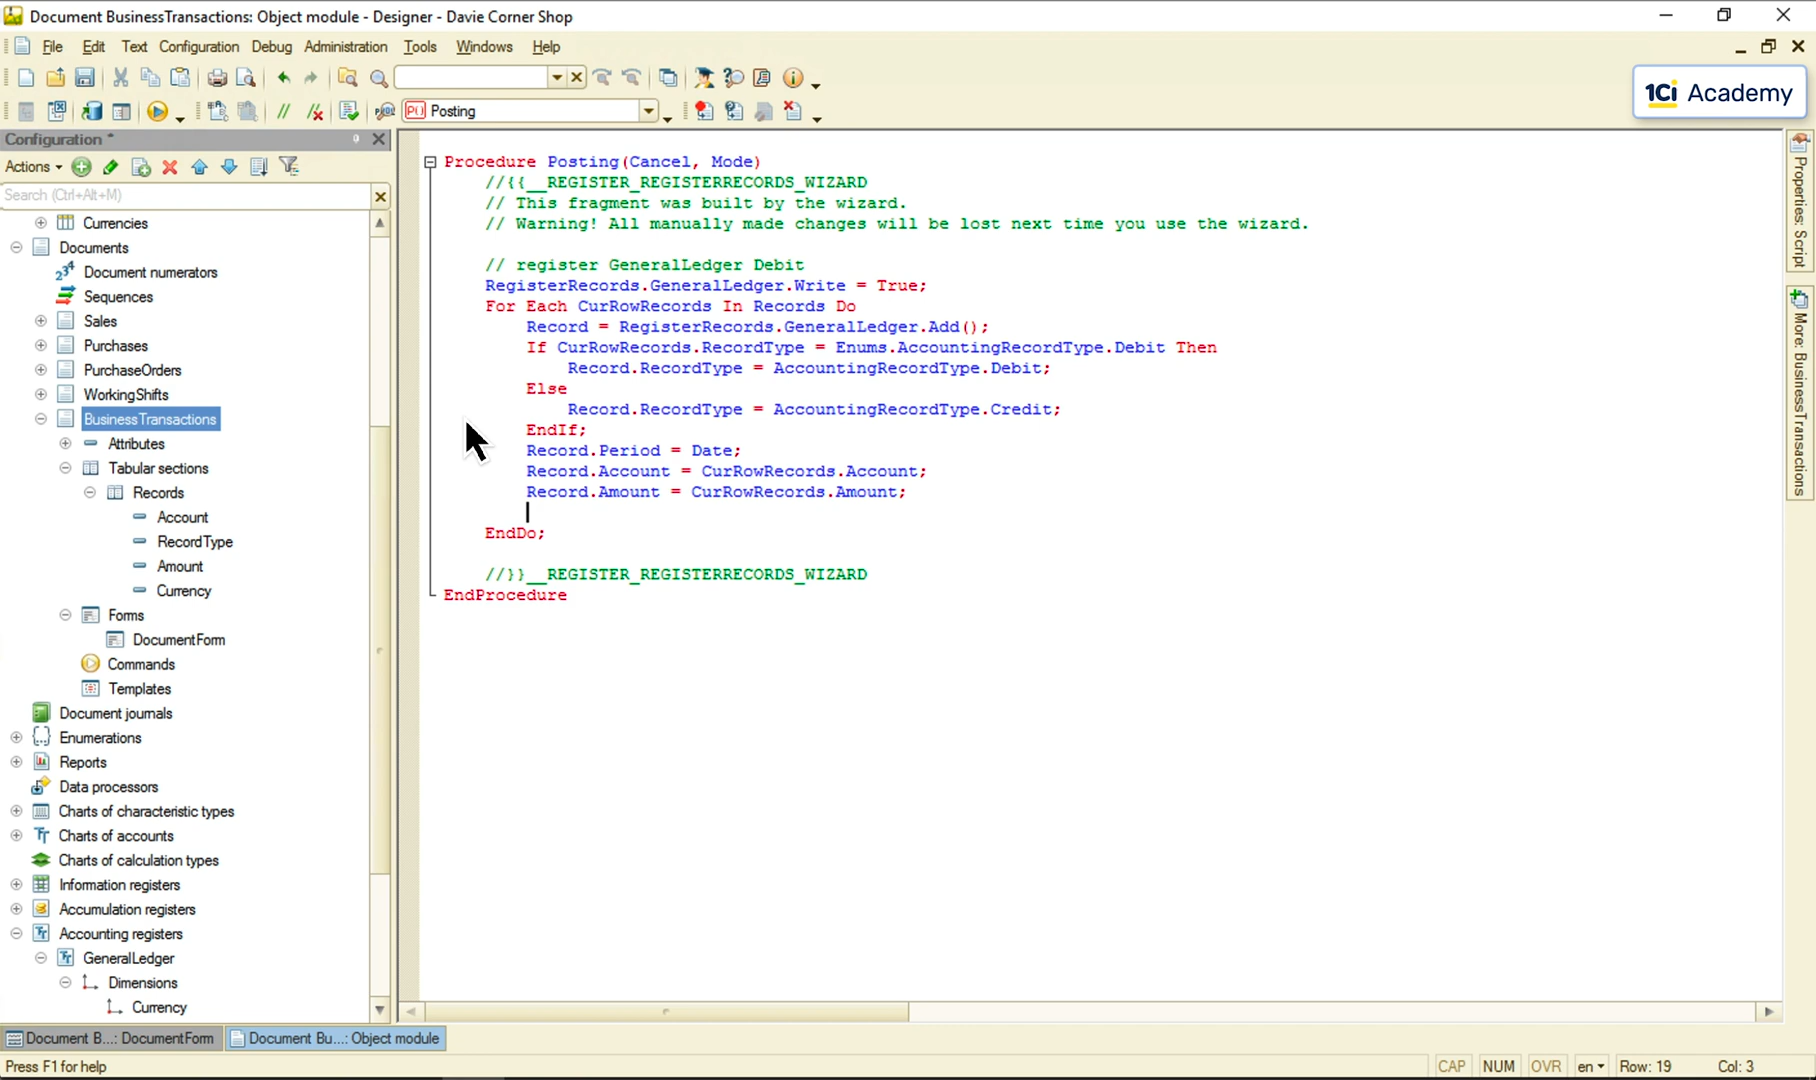 Document BusinessTransactions: Object module - Designer - Davie Corner Shop
File Edit Text Configuration Debug Administration Tools Windows Help
1Ci Academy
P() Posting
Configuration *
Actions
Search (Ctrl+Alt+M)
Currencies
Documents
Document numerators
Sequences
Sales
Purchases
PurchaseOrders
WorkingShifts
BusinessTransactions
Attributes
Tabular sections
Records
Account
RecordType
Amount
Currency
Forms
DocumentForm
Commands
Templates
Document journals
Enumerations
Reports
Data processors
Charts of characteristic types
Charts of accounts
Charts of calculation types
Information registers
Accumulation registers
Accounting registers
GeneralLedger
Dimensions
Currency
Procedure Posting(Cancel, Mode)
//{{__REGISTER_REGISTERRECORDS_WIZARD
// This fragment was built by the wizard.
// Warning! All manually made changes will be lost next time you use the wizard.
// register GeneralLedger Debit
RegisterRecords.GeneralLedger.Write = True;
For Each CurRowRecords In Records Do
Record = RegisterRecords.GeneralLedger.Add();
If CurRowRecords.RecordType = Enums.AccountingRecordType.Debit Then
Record.RecordType = AccountingRecordType.Debit;
Else
Record.RecordType = AccountingRecordType.Credit;
EndIf;
Record.Period = Date;
Record.Account = CurRowRecords.Account;
Record.Amount = CurRowRecords.Amount;
EndDo;
//}}__REGISTER_REGISTERRECORDS_WIZARD
EndProcedure
Properties: Script
More: BusinessTransactions
Document B...: DocumentForm
Document Bu...: Object module
Press F1 for help
CAP NUM OVR en Row: 19 Col: 3